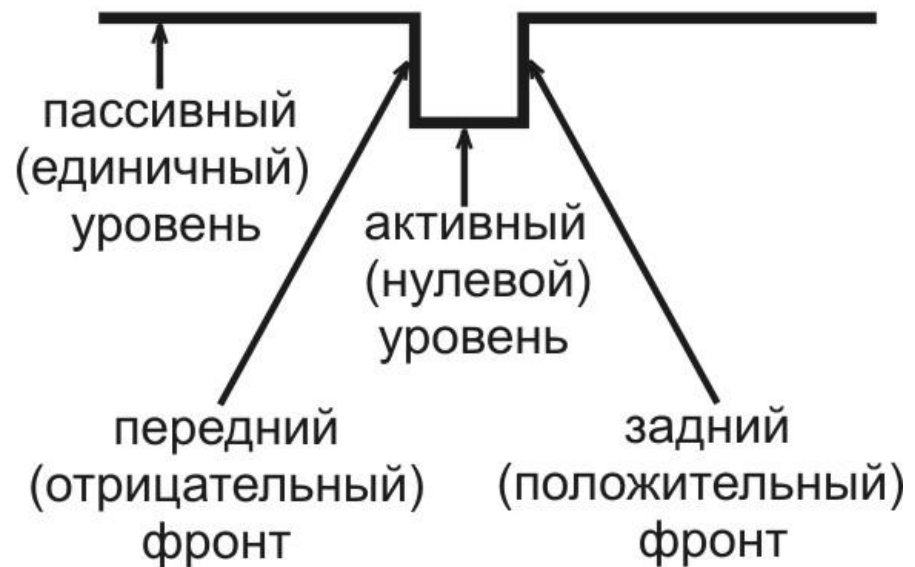 пассивный
(единичный)
уровень
активный
(нулевой)
уровень
передний
(отрицательный)
фронт
задний
(положительный)
фронт